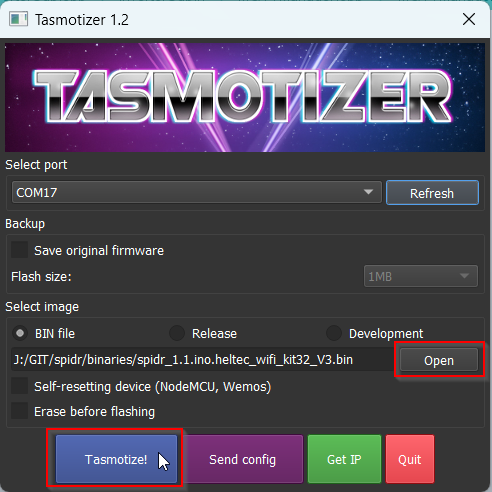 Tasmotizer 1.2
TASMOTIZER
Select port
COM17
Refresh
Backup
Save original firmware
Flash size:
1MB
Select image
BIN file
Release
Development
J:/GIT/spidr/binaries/spidr_1.1.ino.heltec_wifi_kit32_V3.bin
Open
Self-resetting device (NodeMCU, Wemos)
Erase before flashing
Tasmotize!
Send config
Get IP
Quit